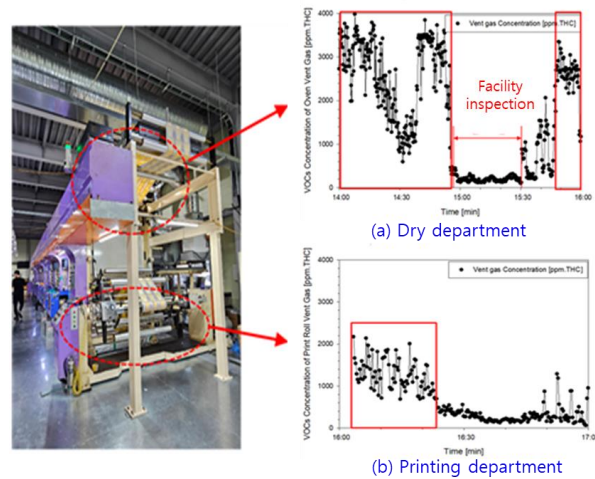 4000
3000
2000
1000
0
VOCs Concentration of Oven Vent Gas [ppm.THC]
Vent gas Concentration [ppm.THC]
Facility
inspection
14:00 14:30 15:00 15:30 16:00
Time [min]
(a) Dry department
4000
3000
2000
1000
0
VOCs Concentration of Print Roll Vent Gas [ppm.THC]
Vent gas Concentration [ppm.THC]
16:00 16:30 17:0
Time [min]
(b) Printing department